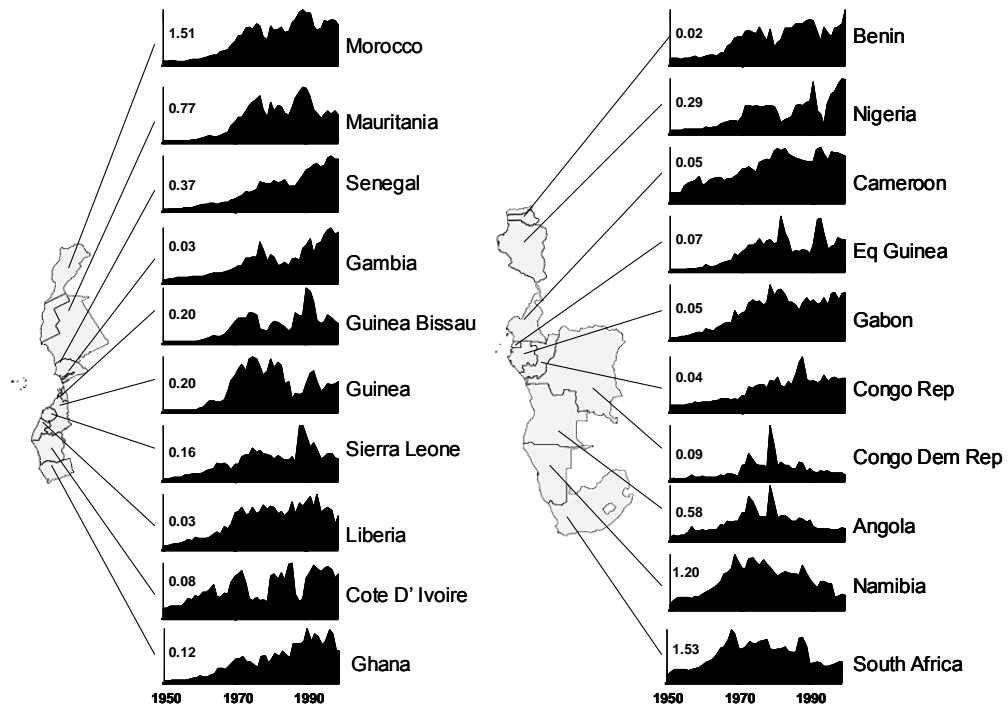 1.51 Morocco
0.77 Mauritania
0.37 Senegal
0.03 Gambia
0.20 Guinea Bissau
0.20 Guinea
0.16 Sierra Leone
0.03 Liberia
0.08 Cote D' Ivoire
0.12 Ghana
1950 1970 1990
0.02 Benin
0.29 Nigeria
0.05 Cameroon
0.07 Eq Guinea
0.05 Gabon
0.04 Congo Rep
0.09 Congo Dem Rep
0.58 Angola
1.20 Namibia
1.53 South Africa
1950 1970 1990